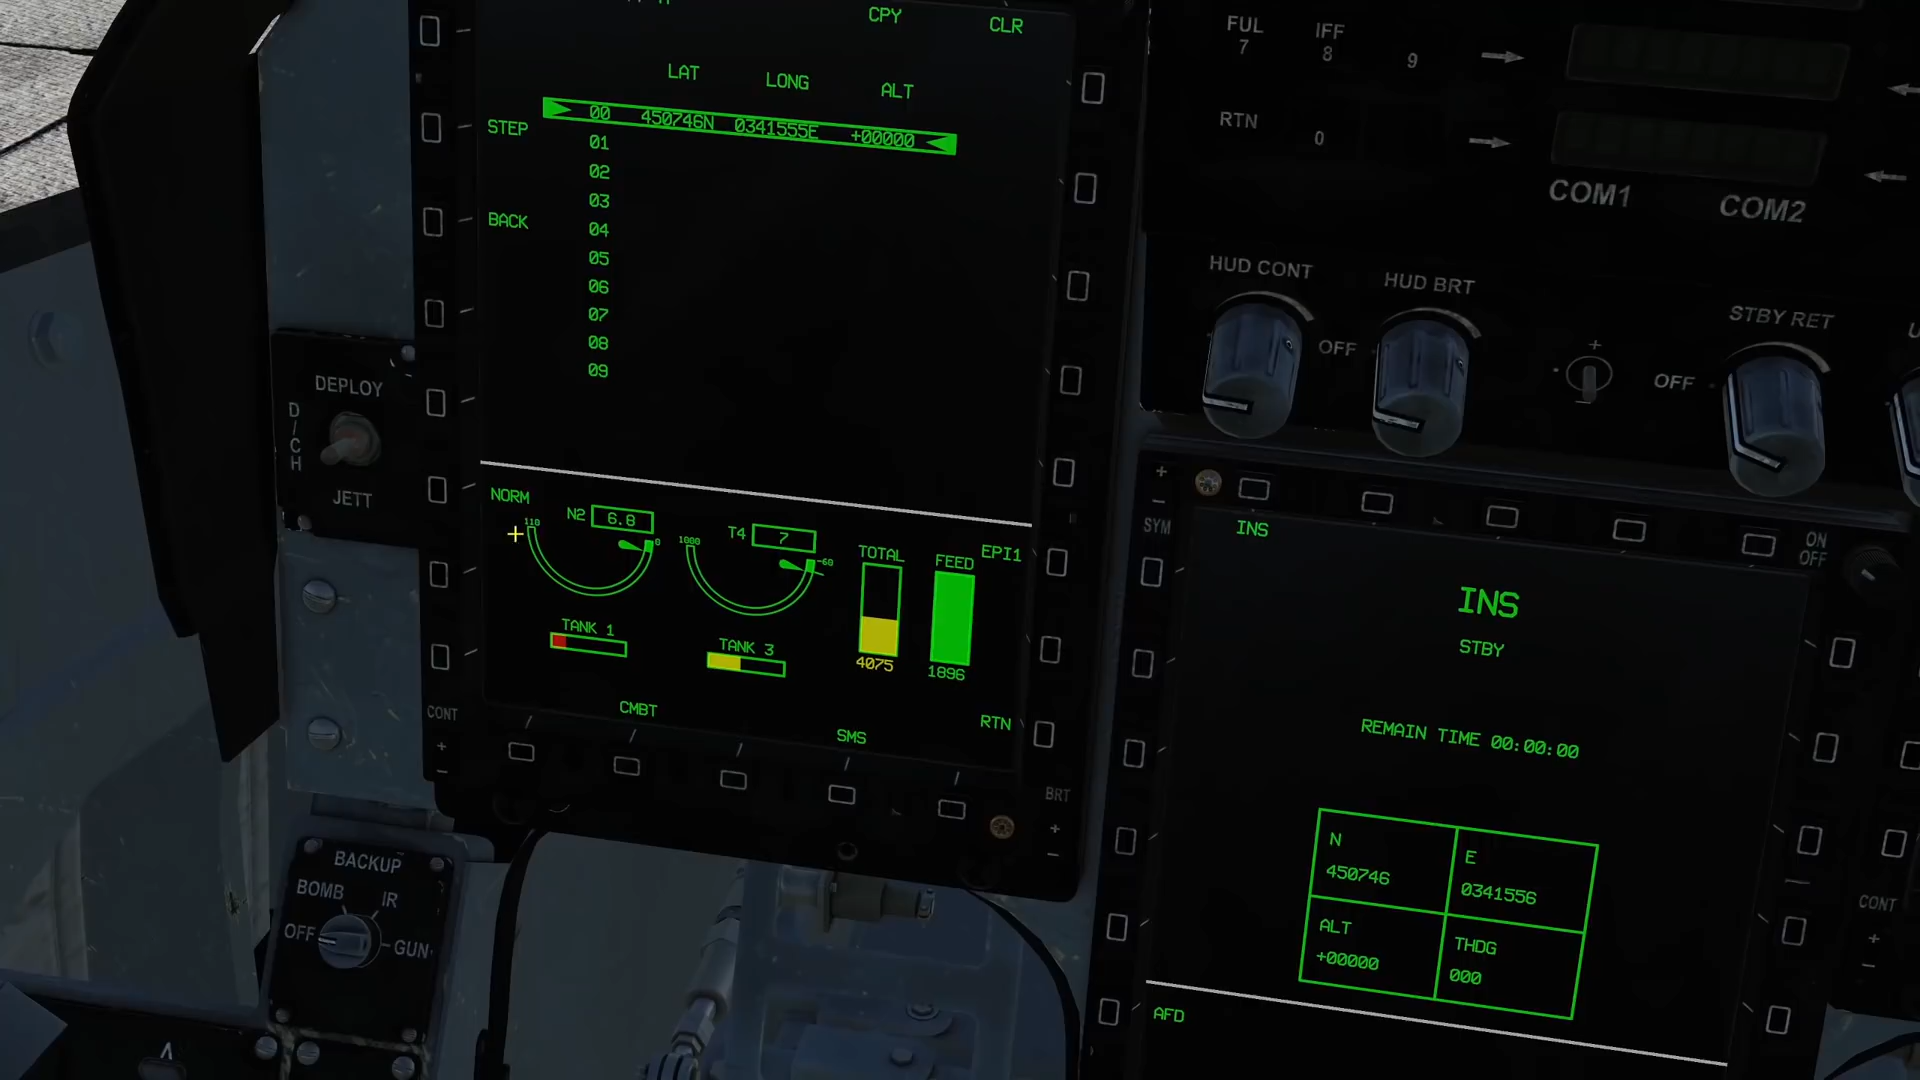 CPY
CLR
LAT LONG ALT
STEP
00 450746N 0341555E +00000
01
02
03
BACK
04
05
06
07
08
09
NORM
N2 6.8
110
0
T4 7
1000
-60
TOTAL
FEED
EPI1
TANK 1
TANK 3
4075
1896
CMBT
SMS
RTN
CONT
+
-
BRT
+
-
DEPLOY
D/CH
JETT
BACKUP
BOMB
IR
OFF
GUN
FUL
7
IFF
8
9
RTN
0
COM1
COM2
HUD CONT
OFF
HUD BRT
+
-
OFF
STBY RET
+
-
SYM
ON
OFF
INS
INS
STBY
REMAIN TIME 00:00:00
N
450746
E
0341556
ALT
+00000
THDG
000
AFD
CONT
+
-